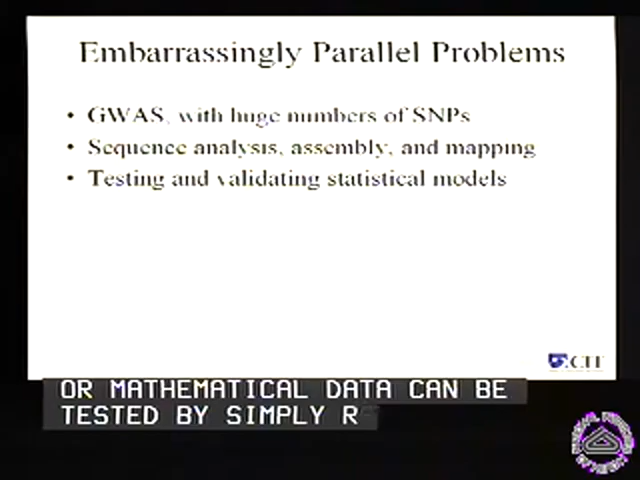 Embarrassingly Parallel Problems
• GWAS, with huge numbers of SNPs
• Sequence analysis, assembly, and mapping
• Testing and validating statistical models
CIT
OR MATHEMATICAL DATA CAN BE
TESTED BY SIMPLY R